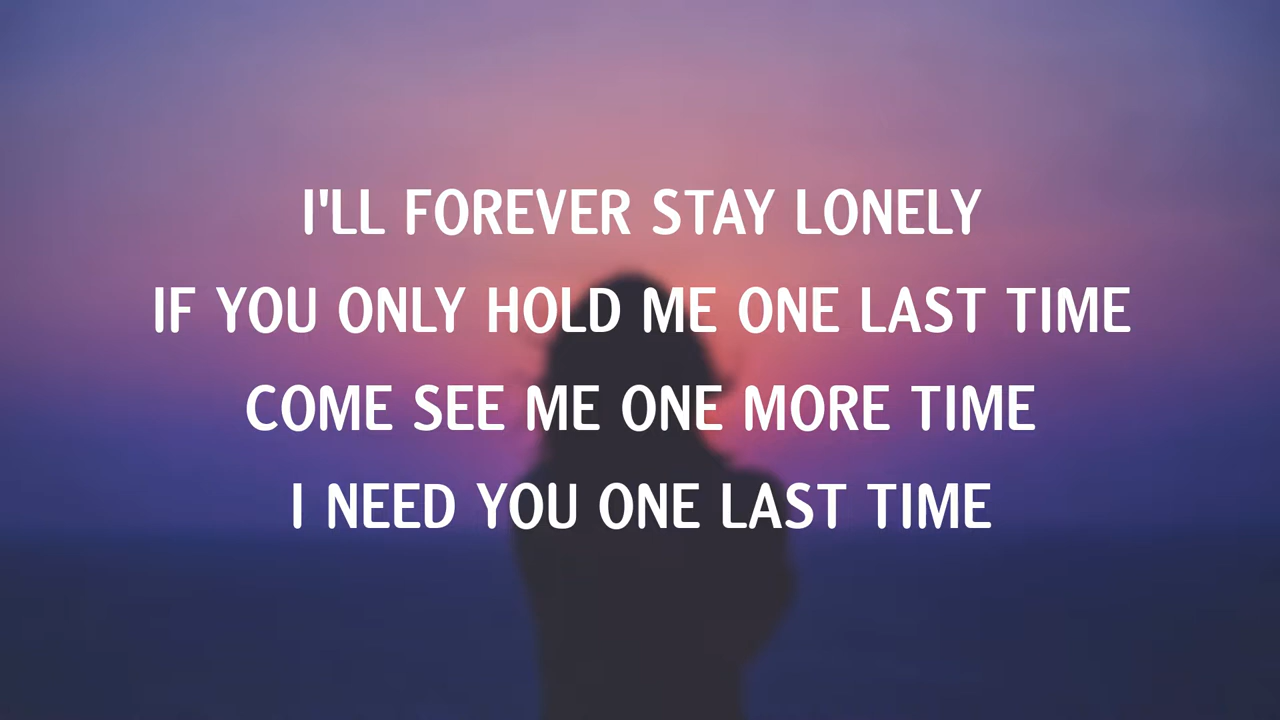 I'LL FOREVER STAY LONELY
IF YOU ONLY HOLD ME ONE LAST TIME
COME SEE ME ONE MORE TIME
I NEED YOU ONE LAST TIME